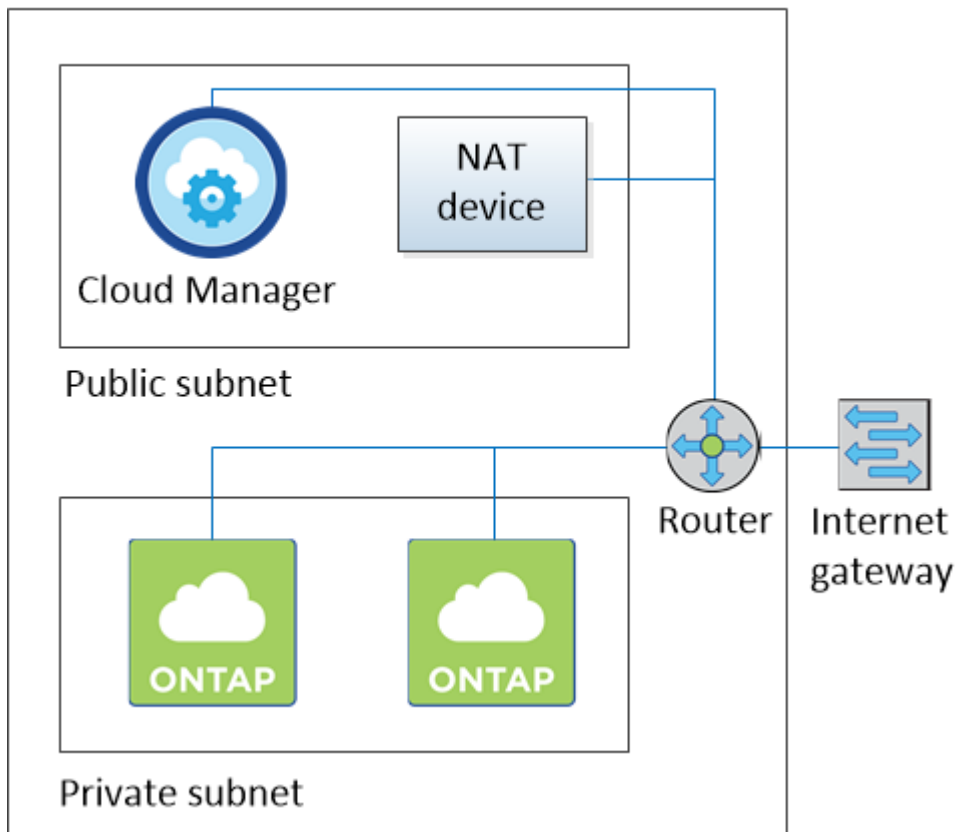 NAT
device
Cloud Manager
Public subnet
Router
Internet
gateway
ONTAP
ONTAP
Private subnet